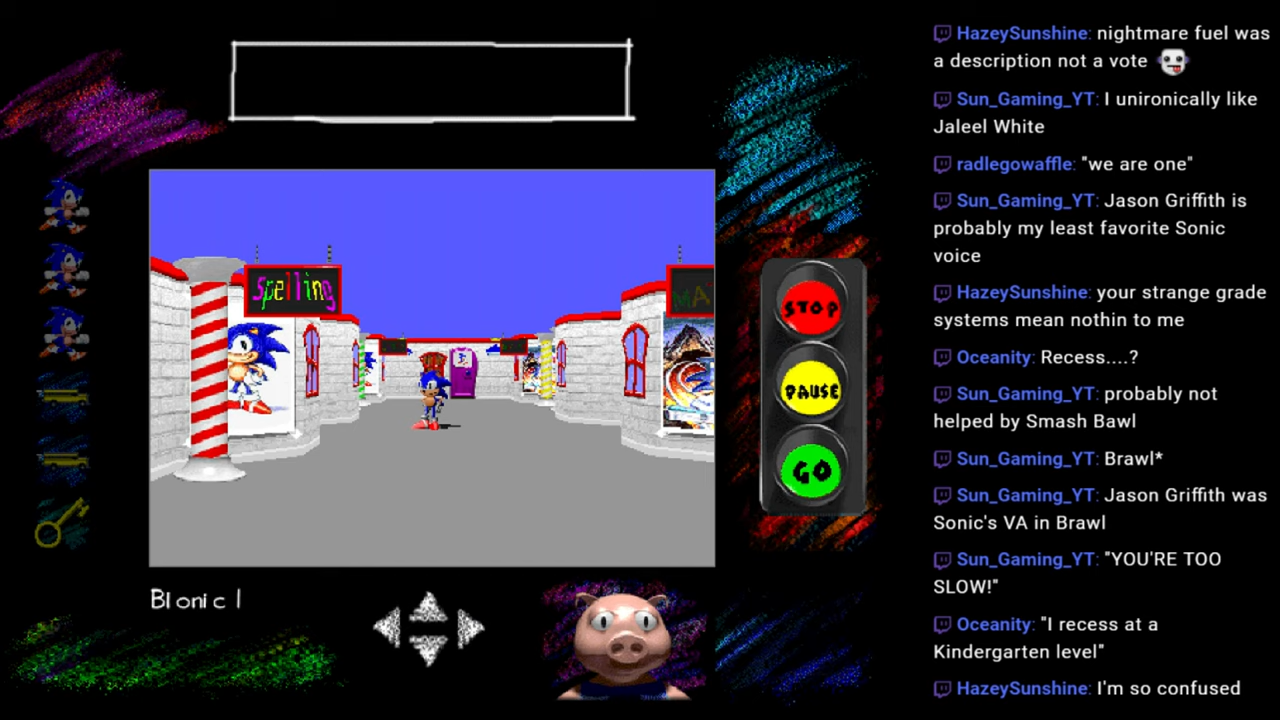 Spelling
MA
STOP
PAUSE
GO
Bionic 1
HazeySunshine: nightmare fuel was
a description not a vote
Sun_Gaming_YT: I unironically like
Jaleel White
radlegowaffle: "we are one"
Sun_Gaming_YT: Jason Griffith is
probably my least favorite Sonic
voice
HazeySunshine: your strange grade
systems mean nothin to me
Oceanity: Recess....?
Sun_Gaming_YT: probably not
helped by Smash Bawl
Sun_Gaming_YT: Brawl*
Sun_Gaming_YT: Jason Griffith was
Sonic's VA in Brawl
Sun_Gaming_YT: "YOU'RE TOO
SLOW!"
Oceanity: "I recess at a
Kindergarten level"
HazeySunshine: I'm so confused